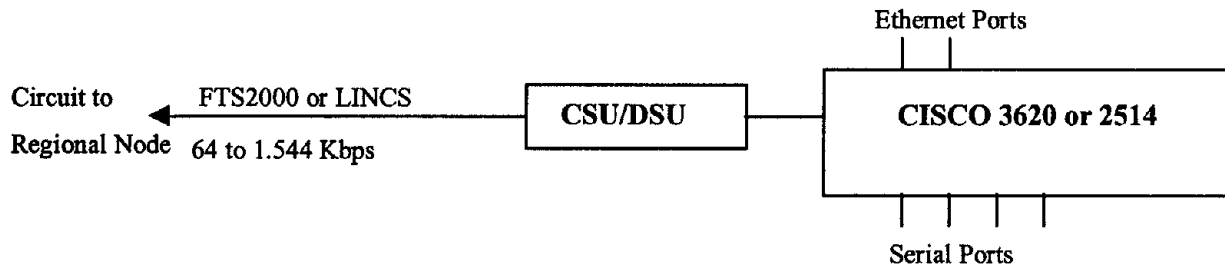 Ethernet Ports
Circuit to
Regional Node
FTS2000 or LINCS
64 to 1.544 Kbps
CSU/DSU
CISCO 3620 or 2514
Serial Ports